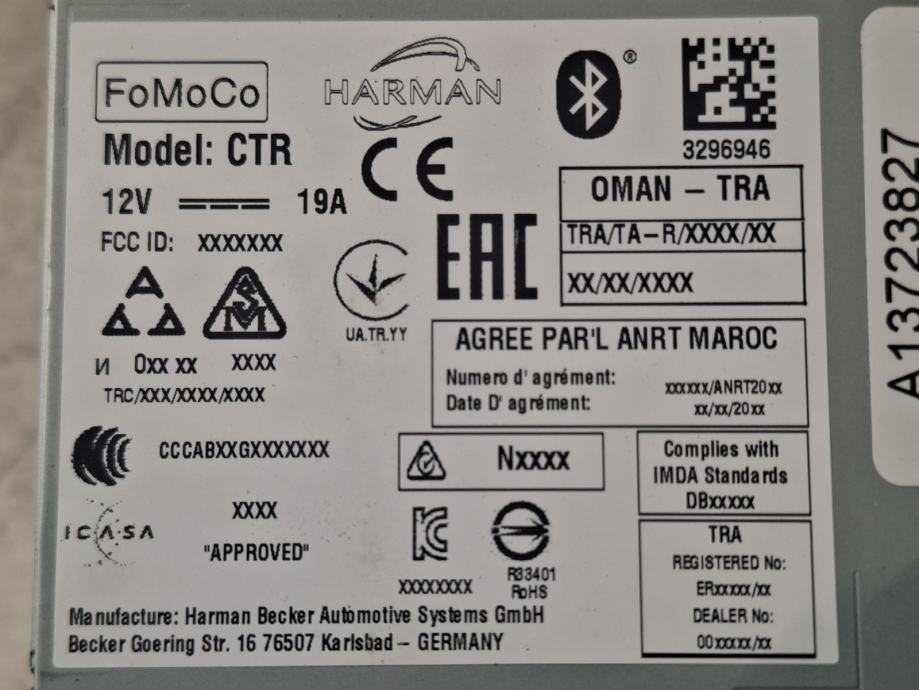 FoMoCo
HARMAN
®
3296946
Model: CTR
CE
12V 19A
OMAN – TRA
TRA/TA–R/XXXX/XX
XX/XX/XXXX
FCC ID: XXXXXXX
EAC
UA.TR.YY
A
S
M
И 0xx xx XXXX
TRC/XXX/XXXX/XXXX
AGREE PAR'L ANRT MAROC
Numero d' agrément: xxxxxx/ANRT20xx
Date D' agrément: xx/xx/20xx
CCCABXXGXXXXXXX
Nxxxx
Complies with
IMDA Standards
DBxxxxx
ICASA
XXXX
"APPROVED"
XXXXXXXX
R33401
RoHS
TRA
REGISTERED No:
ERxxxxx/xx
DEALER No:
00xxxxx/xx
Manufacture: Harman Becker Automotive Systems GmbH
Becker Goering Str. 16 76507 Karlsbad – GERMANY
A13723827